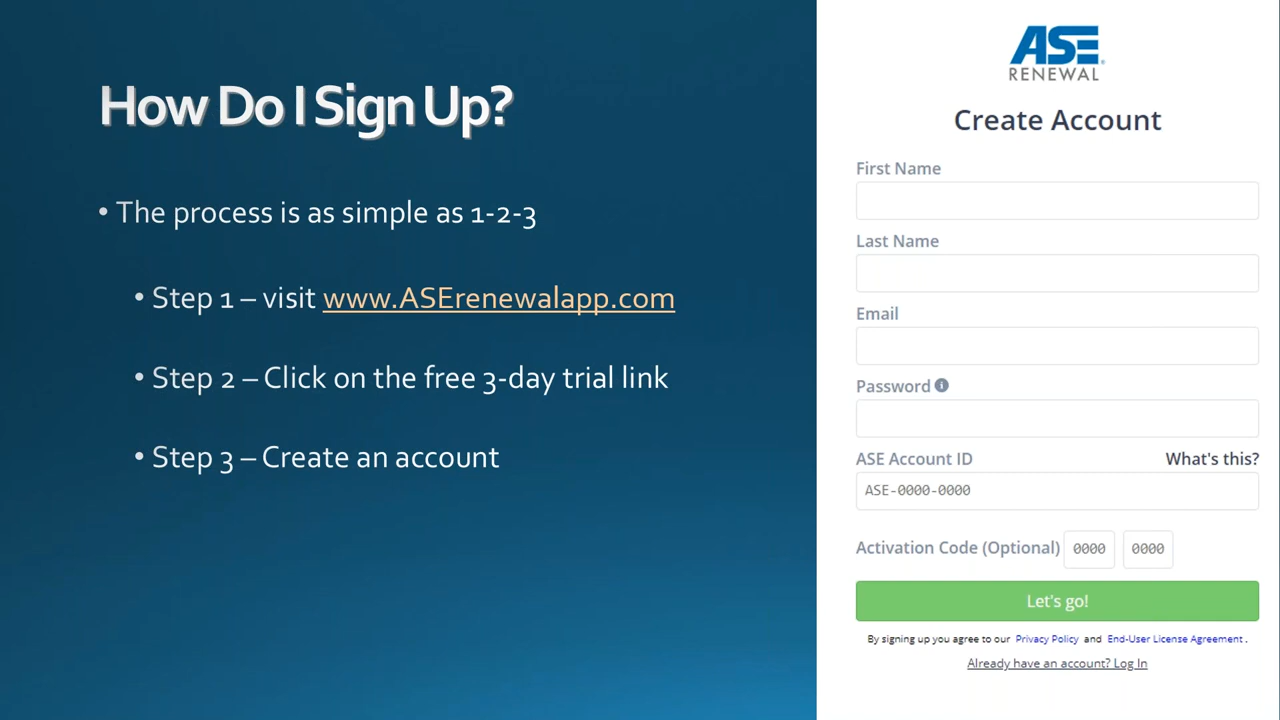 How Do I Sign Up?
• The process is as simple as 1-2-3
• Step 1 – visit www.ASErenewalapp.com
• Step 2 – Click on the free 3-day trial link
• Step 3 – Create an account
ASE®
RENEWAL
Create Account
First Name
Last Name
Email
Password i
ASE Account ID What's this?
ASE-0000-0000
Activation Code (Optional) 0000 0000
Let's go!
By signing up you agree to our Privacy Policy and End-User License Agreement .
Already have an account? Log In